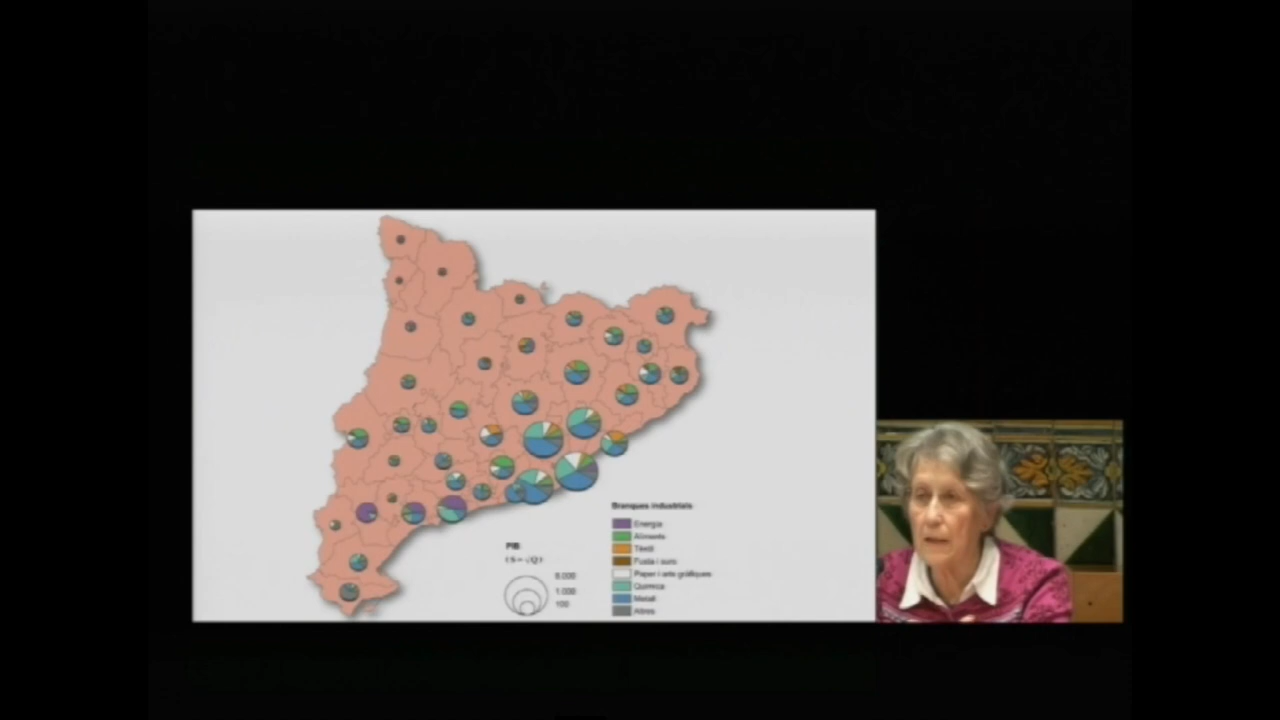 Branques industrials
Energia
Aliments
Tèxtil
Fusta i suro
Paper i arts gràfiques
Química
Metall
Altres
PIB
5.000
1.000
100